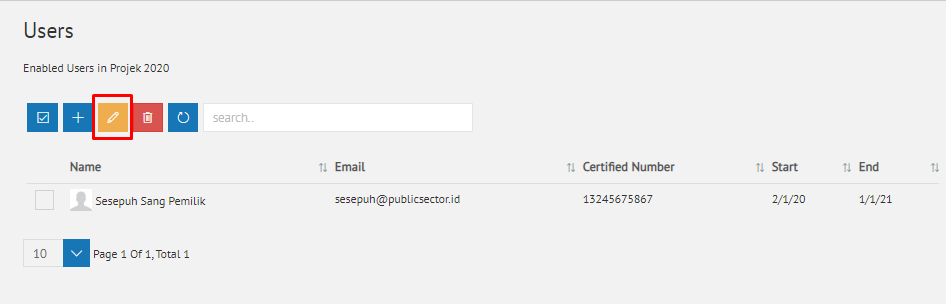 Users
Enabled Users in Projek 2020
search..
Name Email Certified Number Start End
Sesepuh Sang Pemilik sesepuh@publicsector.id 13245675867 2/1/20 1/1/21
10 Page 1 Of 1, Total 1